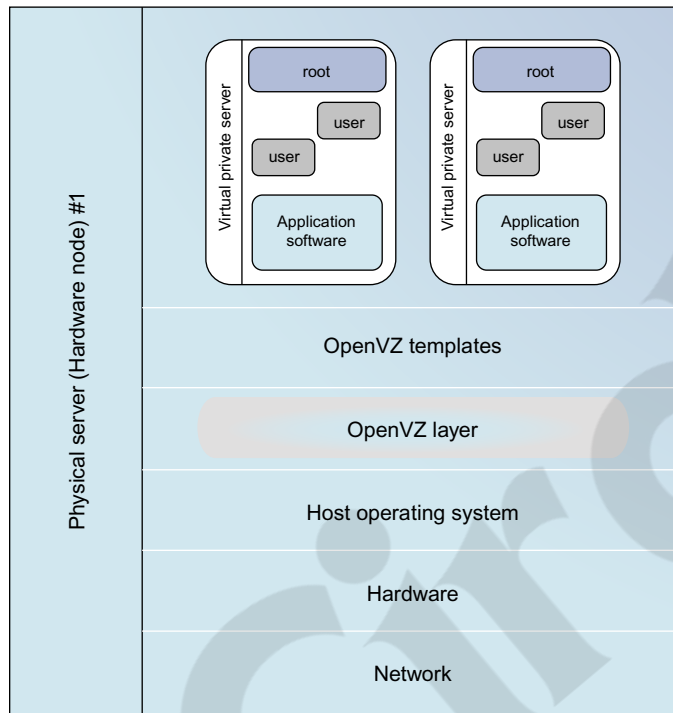 Physical server (Hardware node) #1
Virtual private server
root
user
user
Application
software
Virtual private server
root
user
user
Application
software
OpenVZ templates
OpenVZ layer
Host operating system
Hardware
Network